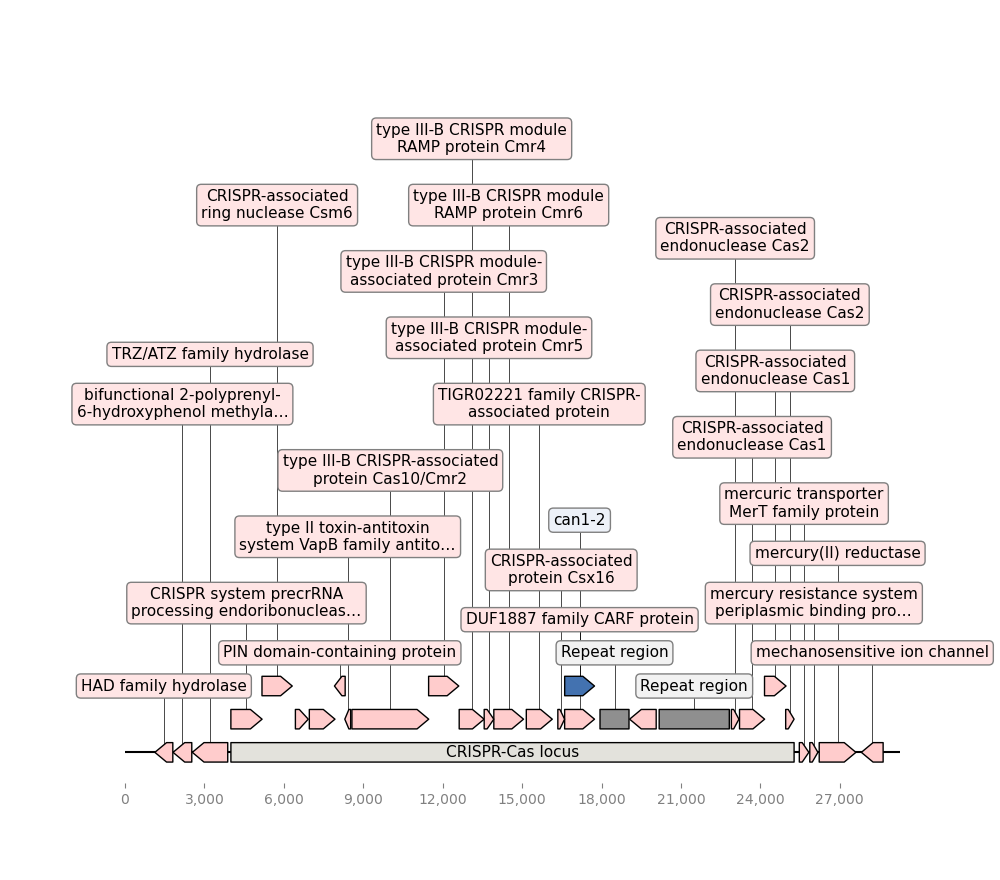 type III-B CRISPR module
RAMP protein Cmr4
CRISPR-associated
ring nuclease Csm6
type III-B CRISPR module
RAMP protein Cmr6
CRISPR-associated
endonuclease Cas2
type III-B CRISPR module-
associated protein Cmr3
CRISPR-associated
endonuclease Cas2
type III-B CRISPR module-
associated protein Cmr5
TRZ/ATZ family hydrolase
CRISPR-associated
endonuclease Cas1
bifunctional 2-polyprenyl-
6-hydroxyphenol methyla...
TIGR02221 family CRISPR-
associated protein
CRISPR-associated
endonuclease Cas1
type III-B CRISPR-associated
protein Cas10/Cmr2
mercuric transporter
MerT family protein
can1-2
type II toxin-antitoxin
system VapB family antito...
mercury(II) reductase
CRISPR-associated
protein Csx16
CRISPR system precrRNA
processing endoribonucleas...
mercury resistance system
periplasmic binding pro...
DUF1887 family CARF protein
PIN domain-containing protein
Repeat region
mechanosensitive ion channel
HAD family hydrolase
Repeat region
CRISPR-Cas locus
0 3,000 6,000 9,000 12,000 15,000 18,000 21,000 24,000 27,000